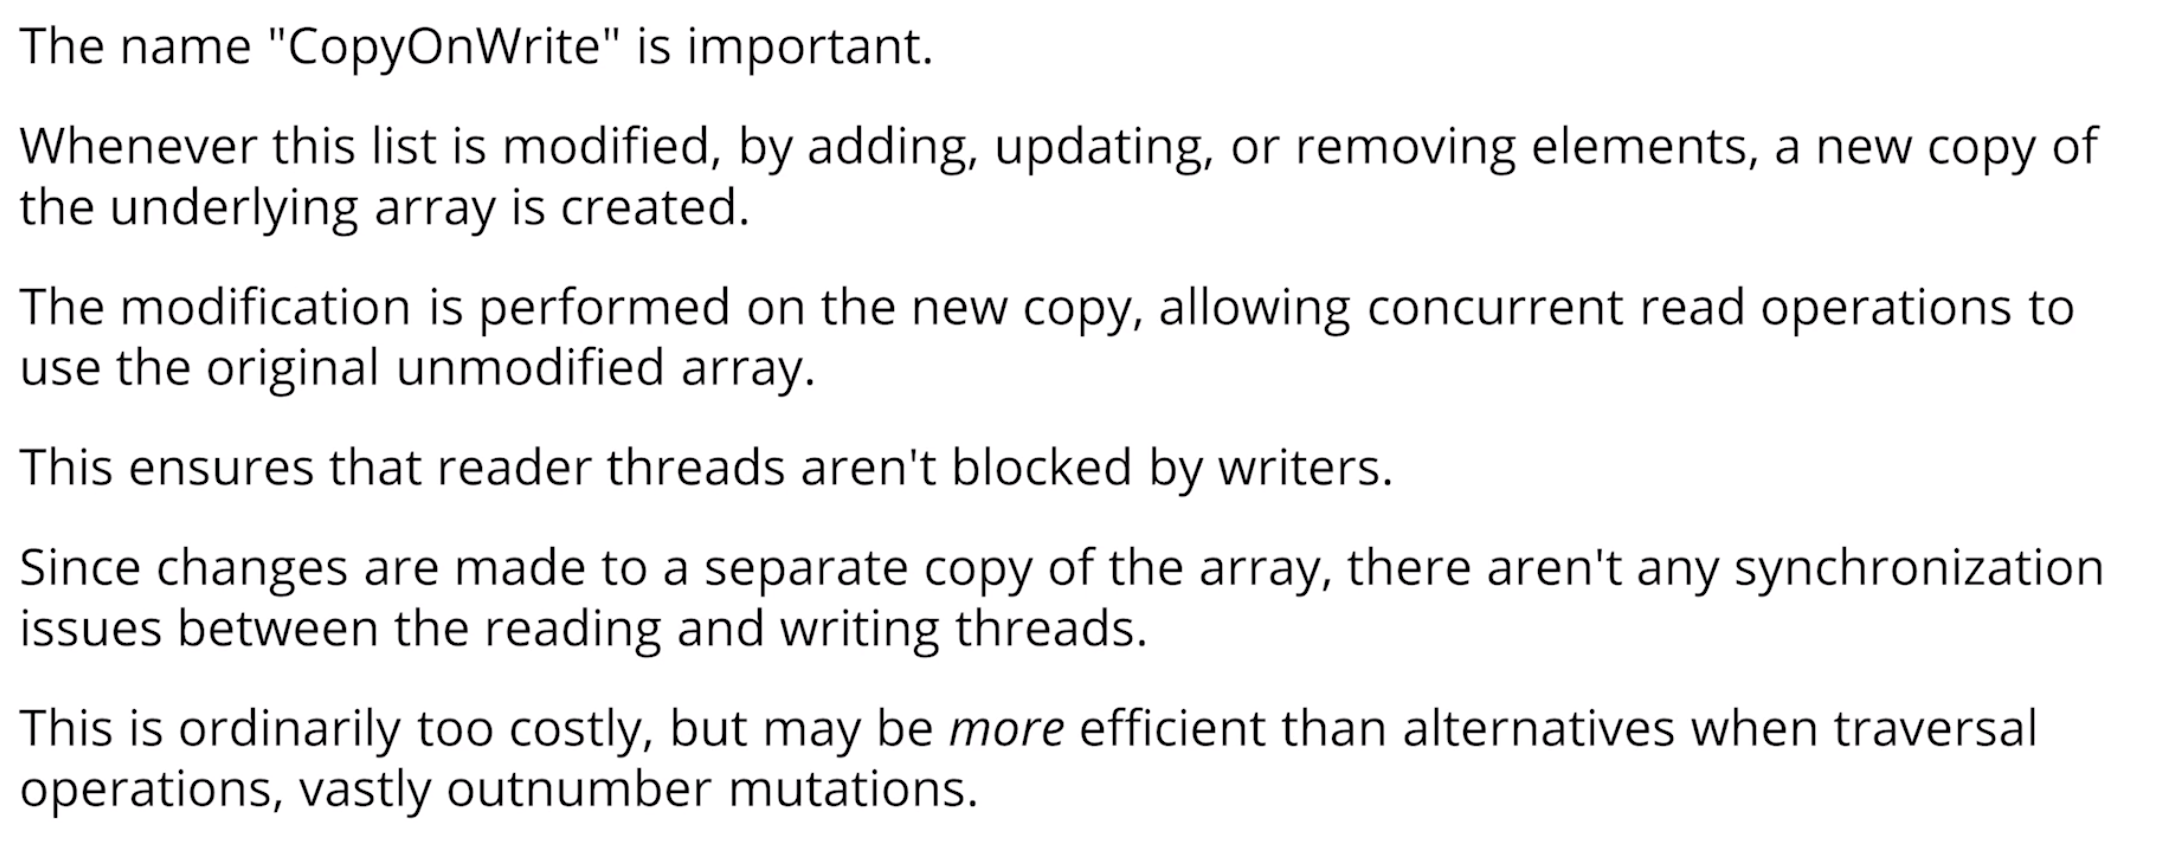 The name "CopyOnWrite" is important.
Whenever this list is modified, by adding, updating, or removing elements, a new copy of
the underlying array is created.
The modification is performed on the new copy, allowing concurrent read operations to
use the original unmodified array.
This ensures that reader threads aren't blocked by writers.
Since changes are made to a separate copy of the array, there aren't any synchronization
issues between the reading and writing threads.
This is ordinarily too costly, but may be more efficient than alternatives when traversal
operations, vastly outnumber mutations.